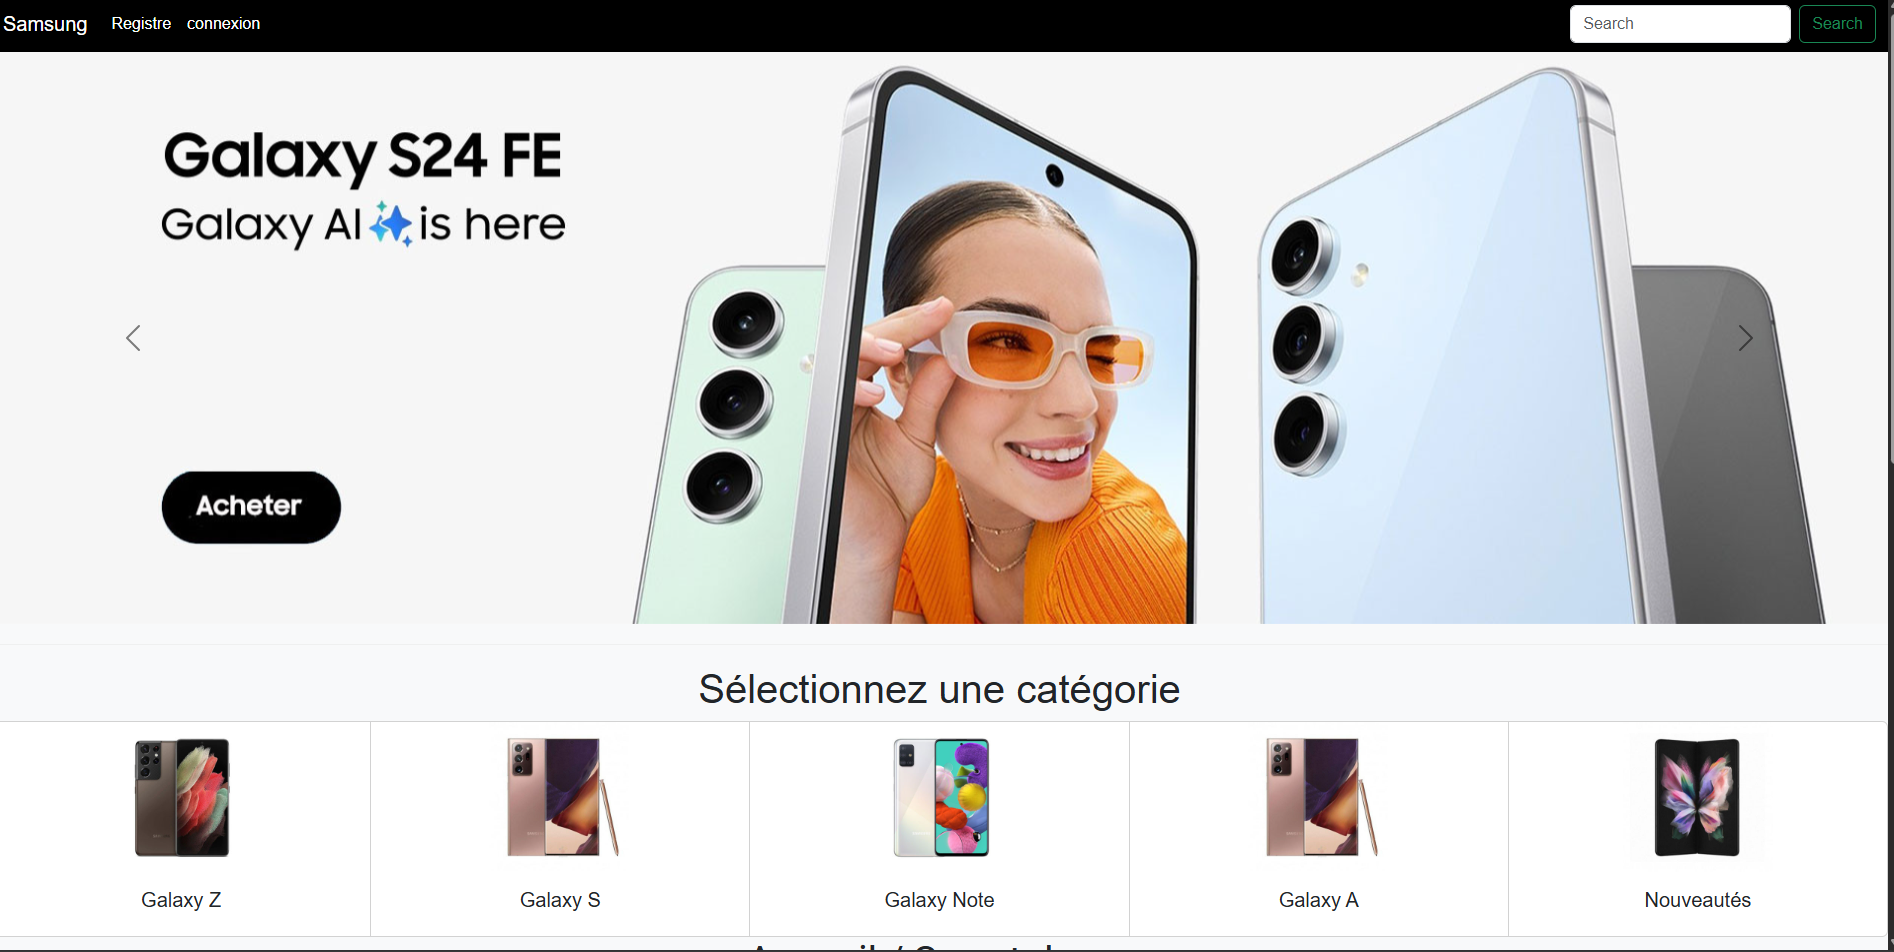 Samsung Registre connexion Search Search
Galaxy S24 FE
Galaxy AI is here
Acheter
Sélectionnez une catégorie
Galaxy Z Galaxy S Galaxy Note Galaxy A Nouveautés